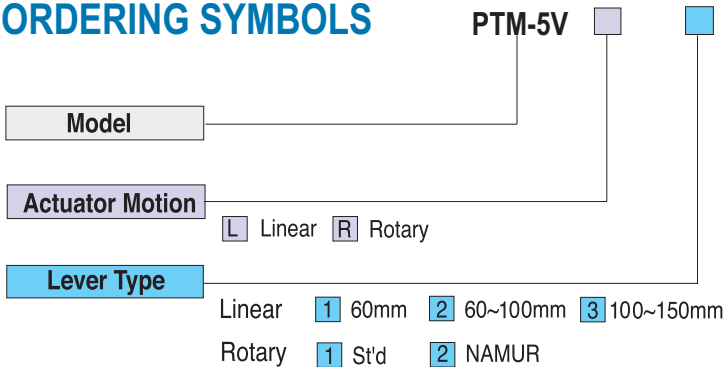 ORDERING SYMBOLS PTM-5V
Model
Actuator Motion
L Linear R Rotary
Lever Type
Linear 1 60mm 2 60~100mm 3 100~150mm
Rotary 1 St'd 2 NAMUR